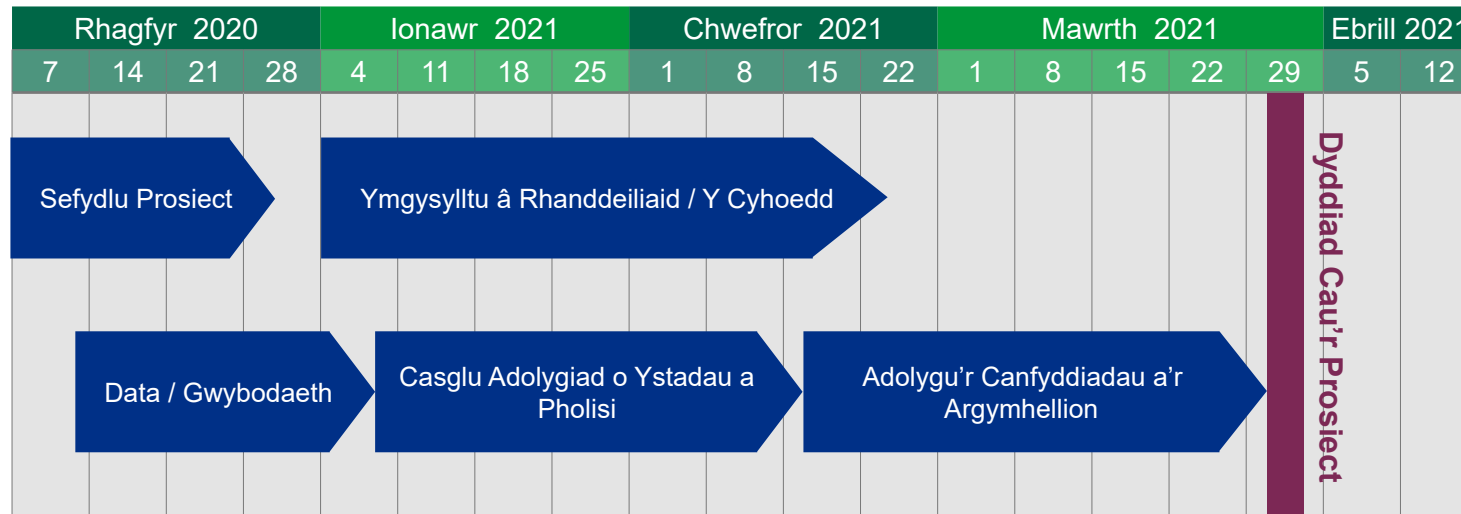 Rhagfyr 2020 Ionawr 2021 Chwefror 2021 Mawrth 2021 Ebrill 2021
7 14 21 28 4 11 18 25 1 8 15 22 1 8 15 22 29 5 12
Sefydlu Prosiect
Ymgysylltu â Rhanddeiliaid / Y Cyhoedd
Data / Gwybodaeth
Casglu Adolygiad o Ystadau a
Pholisi
Adolygu’r Canfyddiadau a’r
Argymhellion
Dyddiad Cau’r Prosiect